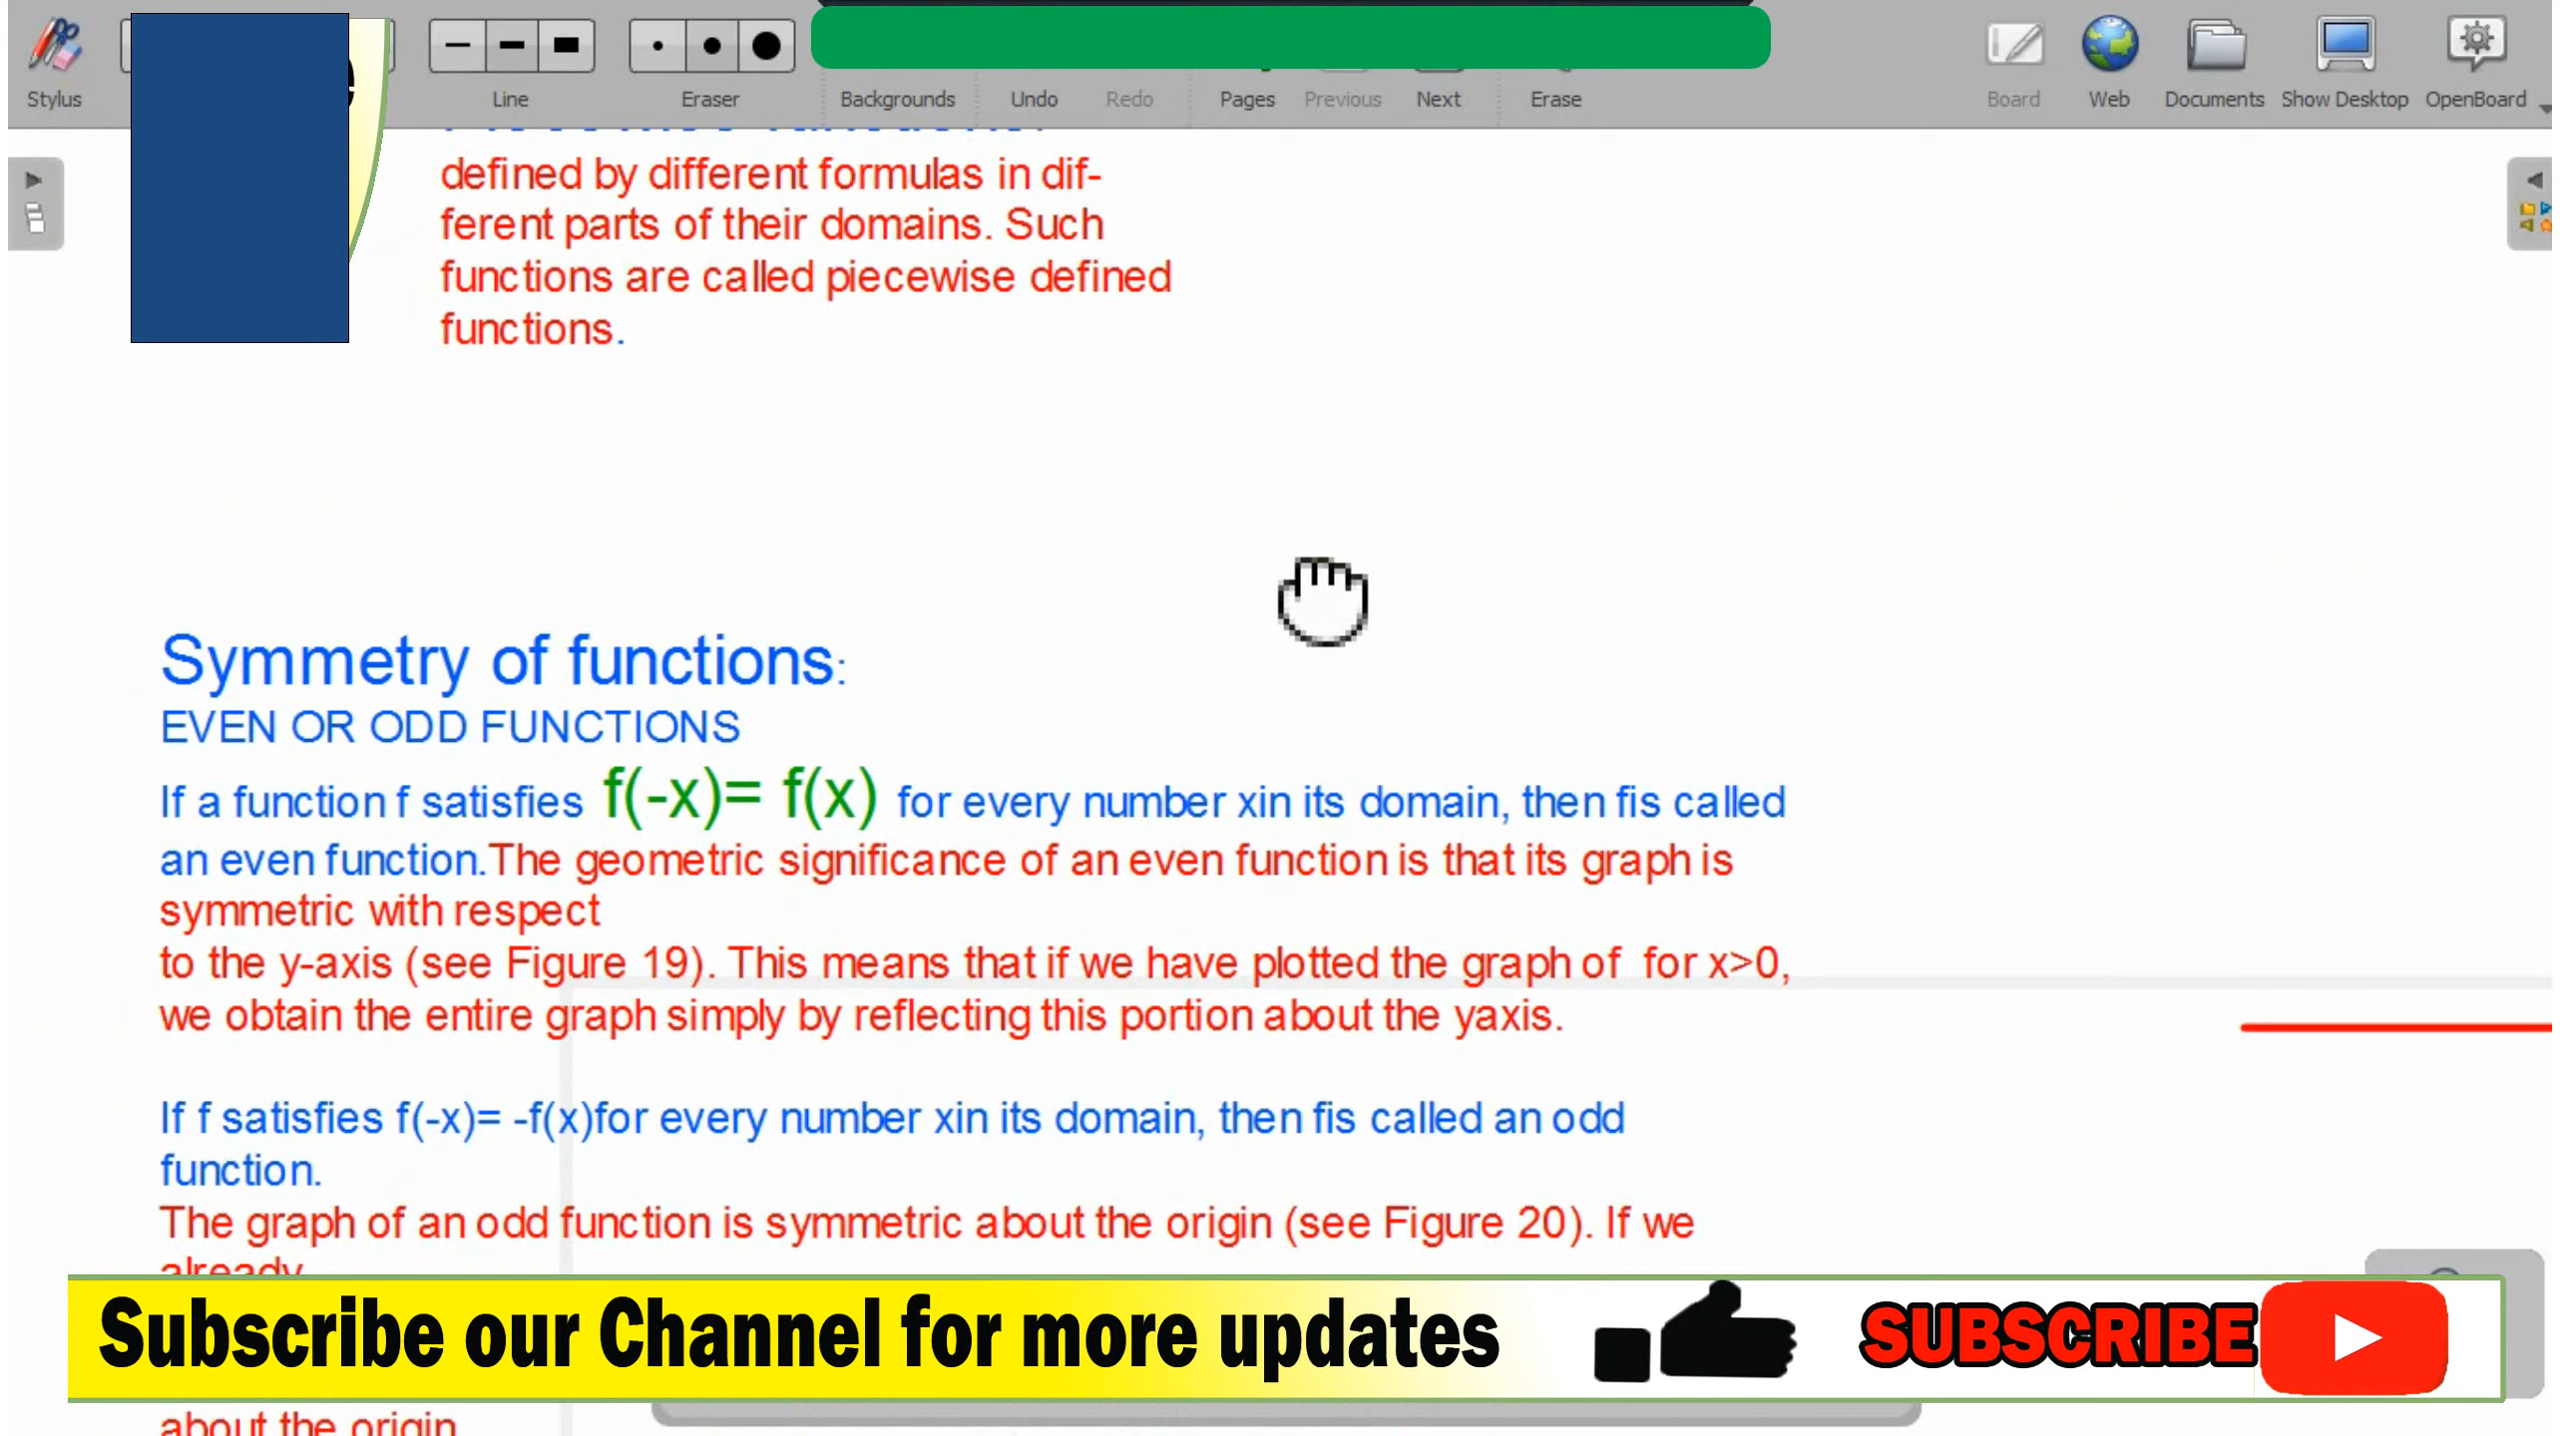 Stylus
Line
Eraser
Backgrounds
Undo
Redo
Pages
Previous
Next
Erase
Board
Web
Documents
Show Desktop
OpenBoard
defined by different formulas in dif-
ferent parts of their domains. Such
functions are called piecewise defined
functions.
Symmetry of functions:
EVEN OR ODD FUNCTIONS
If a function f satisfies f(-x)= f(x) for every number xin its domain, then fis called
an even function.The geometric significance of an even function is that its graph is
symmetric with respect
to the y-axis (see Figure 19). This means that if we have plotted the graph of  for x>0,
we obtain the entire graph simply by reflecting this portion about the yaxis.
If f satisfies f(-x)= -f(x)for every number xin its domain, then fis called an odd
function.
The graph of an odd function is symmetric about the origin (see Figure 20). If we
already
Subscribe our Channel for more updates
SUBSCRIBE
about the origin